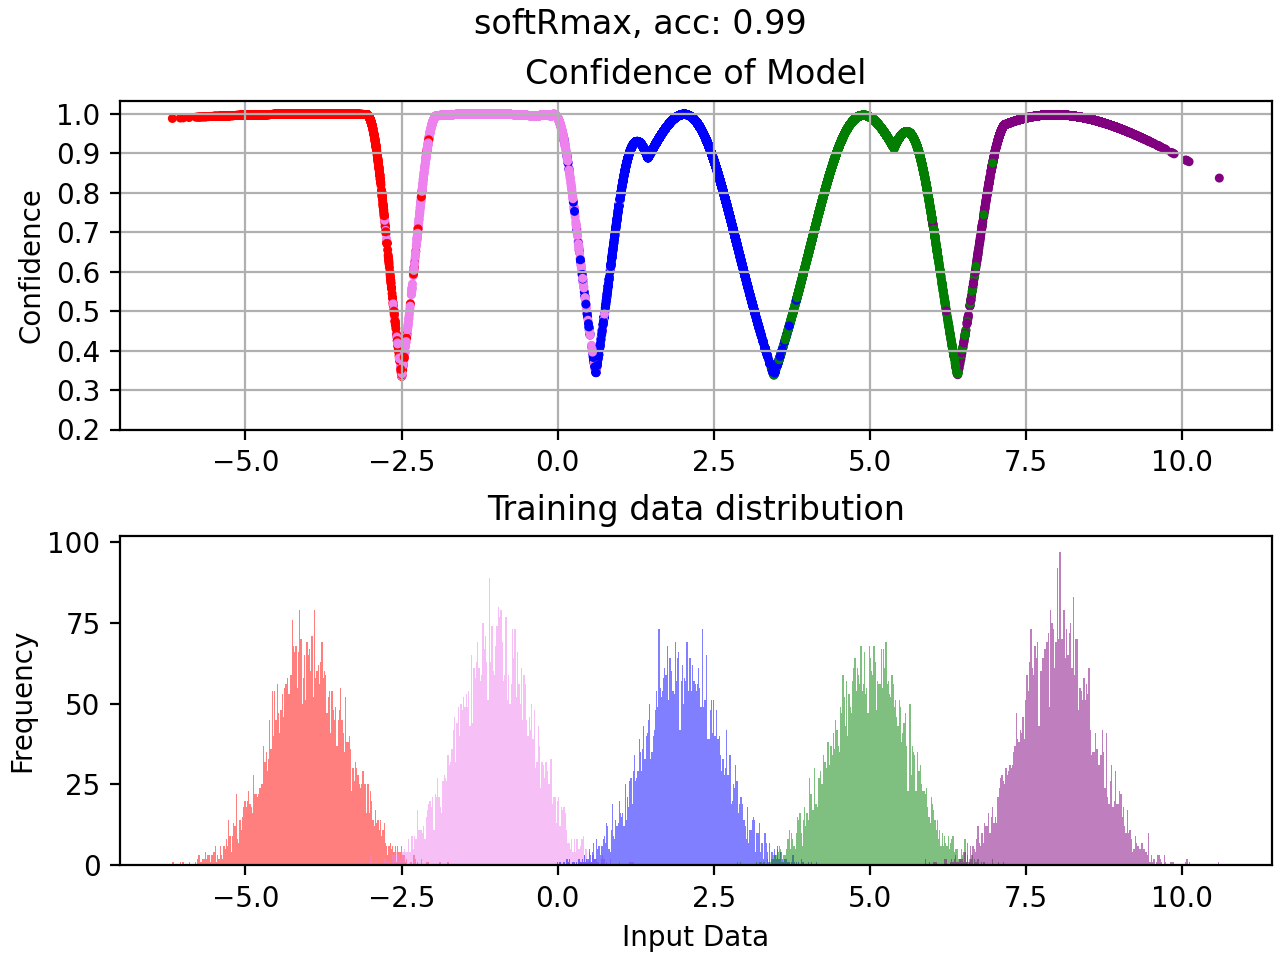 softRmax, acc: 0.99
Confidence of Model
1.0
0.9
0.8
0.7
0.6
0.5
0.4
0.3
0.2
Confidence
−5.0 −2.5 0.0 2.5 5.0 7.5 10.0
Training data distribution
100
75
50
25
0
Frequency
−5.0 −2.5 0.0 2.5 5.0 7.5 10.0
Input Data